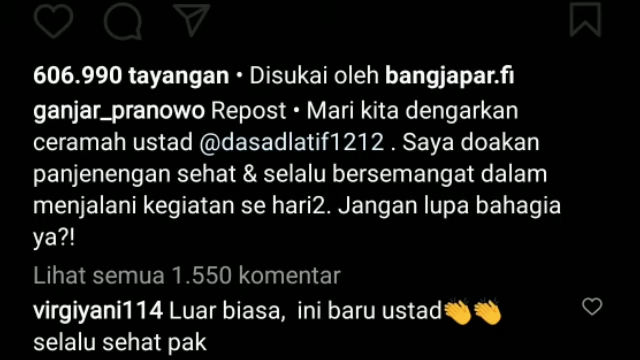 606.990 tayangan • Disukai oleh bangjapar.fi
ganjar_pranowo Repost • Mari kita dengarkan
ceramah ustad @dasadlatif1212 . Saya doakan
panjenengan sehat & selalu bersemangat dalam
menjalani kegiatan se hari2. Jangan lupa bahagia
ya?!
Lihat semua 1.550 komentar
virgiyani114 Luar biasa,  ini baru ustad👏👏
selalu sehat pak